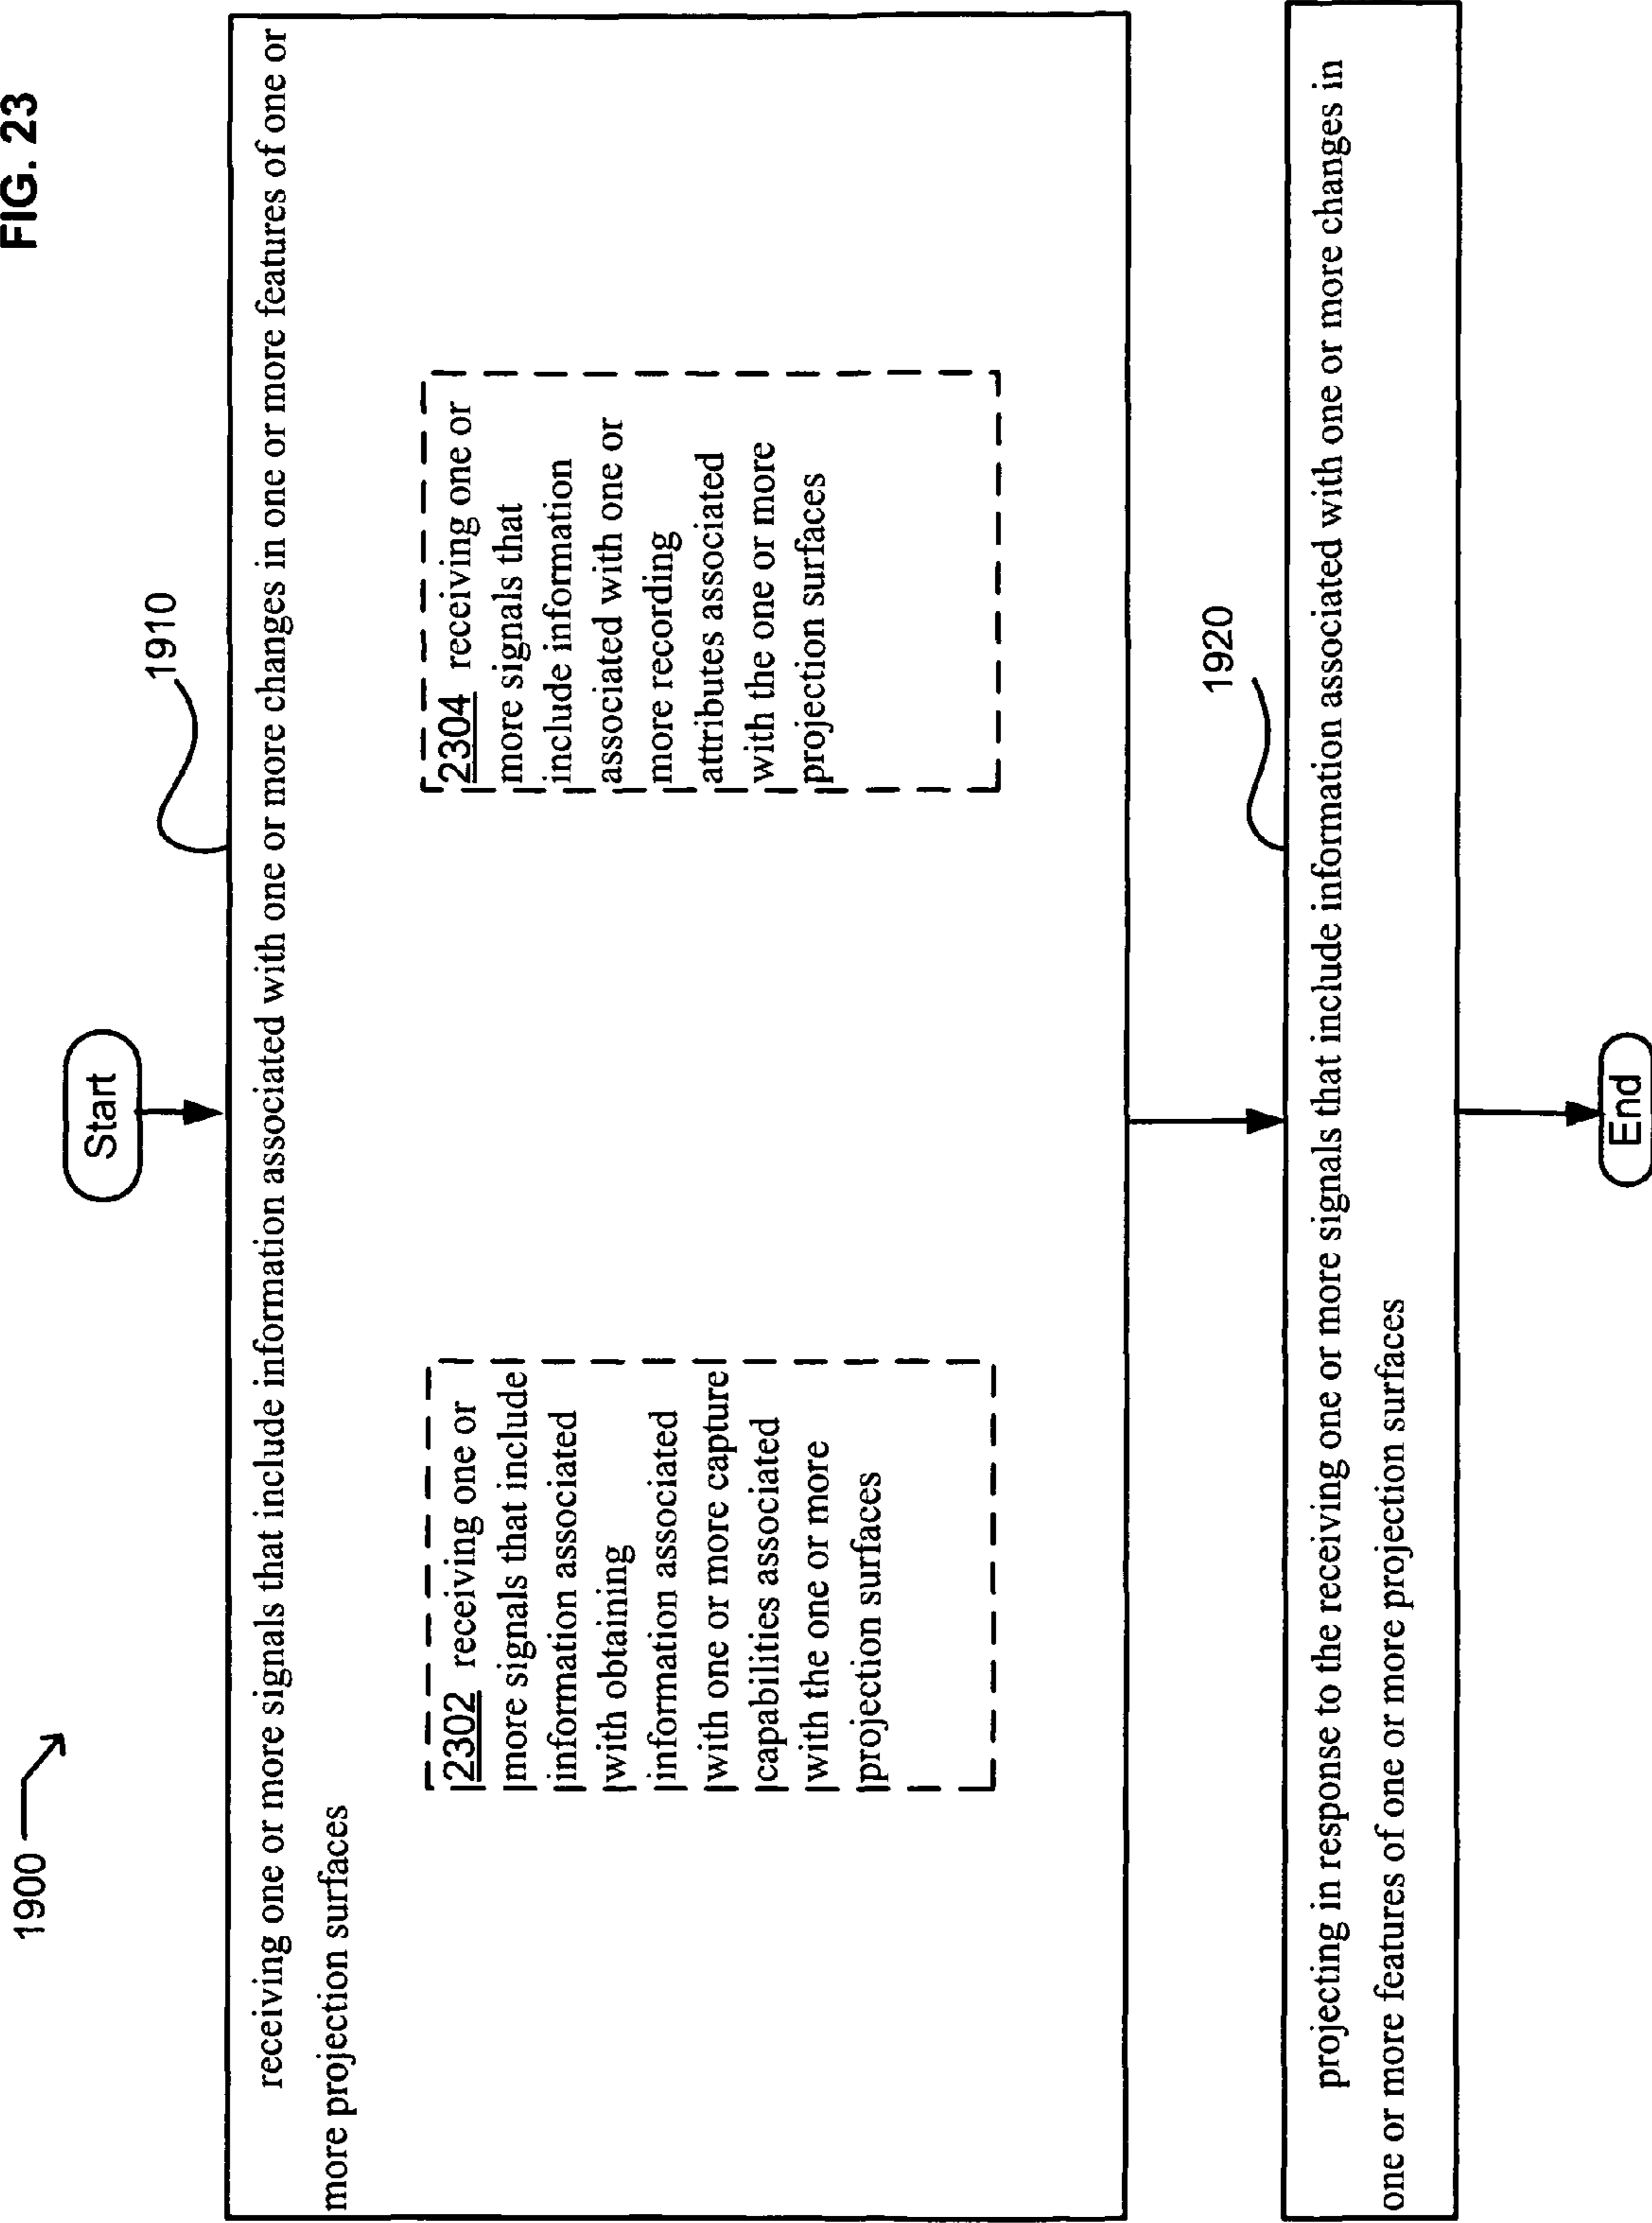 FIG. 23
1900
Start
1910
receiving one or more signals that include information associated with one or more changes in one or more features of one or
more projection surfaces
2302 receiving one or
more signals that include
information associated
with obtaining
information associated
with one or more capture
capabilities associated
with the one or more
projection surfaces
2304 receiving one or
more signals that
include information
associated with one or
more recording
attributes associated
with the one or more
projection surfaces
1920
projecting in response to the receiving one or more signals that include information associated with one or more changes in
one or more features of one or more projection surfaces
End